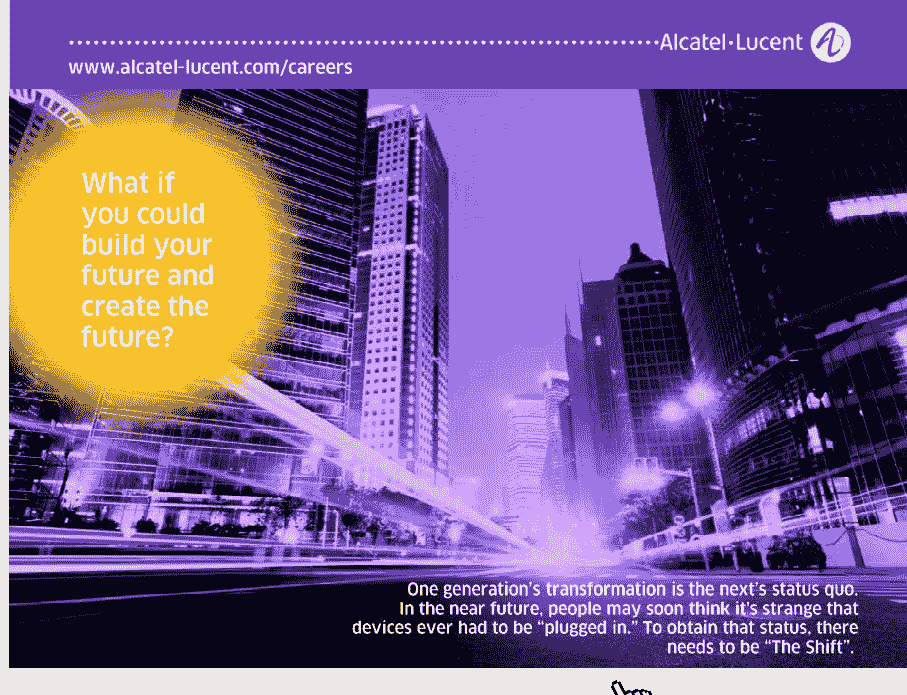 Alcatel·Lucent
www.alcatel-lucent.com/careers
What if
you could
build your
future and
create the
future?
One generation's transformation is the next's status quo.
In the near future, people may soon think it's strange that
devices ever had to be “plugged in.” To obtain that status, there
needs to be “The Shift”.